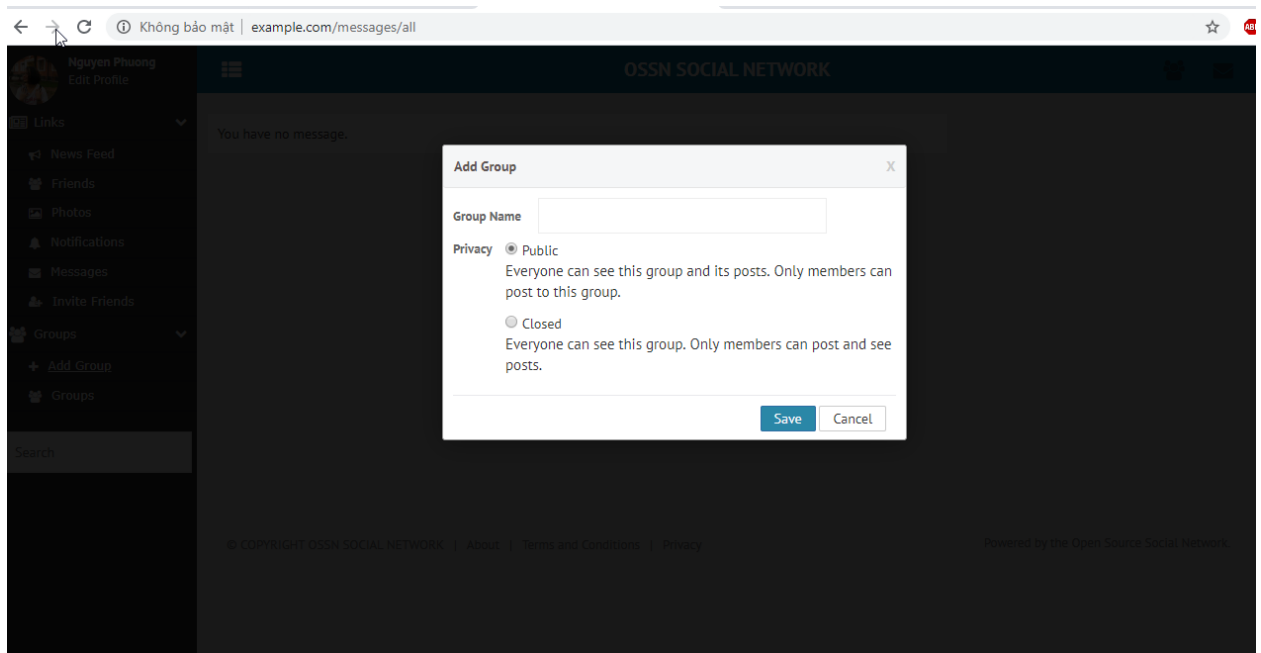 Không bảo mật | example.com/messages/all
ABP
Nguyen Phuong
Edit Profile
OSSN SOCIAL NETWORK
Links
News Feed
Friends
Photos
Notifications
Messages
Invite Friends
Groups
Add Group
Groups
Search
You have no message.
Add Group X
Group Name
Privacy Public
Everyone can see this group and its posts. Only members can
post to this group.
Closed
Everyone can see this group. Only members can post and see
posts.
Save Cancel
© COPYRIGHT OSSN SOCIAL NETWORK | About | Terms and Conditions | Privacy
Powered by the Open Source Social Network.